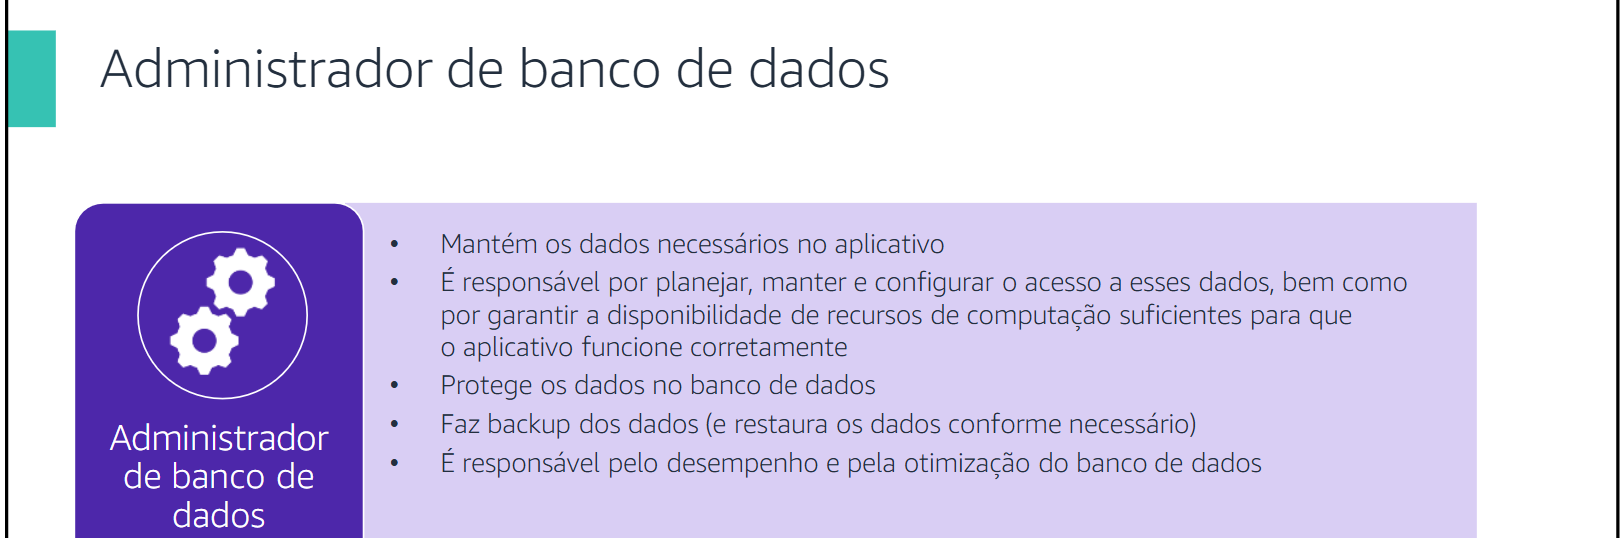 Administrador de banco de dados
Administrador
de banco de
dados
• Mantém os dados necessários no aplicativo
• É responsável por planejar, manter e configurar o acesso a esses dados, bem como
por garantir a disponibilidade de recursos de computação suficientes para que
o aplicativo funcione corretamente
• Protege os dados no banco de dados
• Faz backup dos dados (e restaura os dados conforme necessário)
• É responsável pelo desempenho e pela otimização do banco de dados